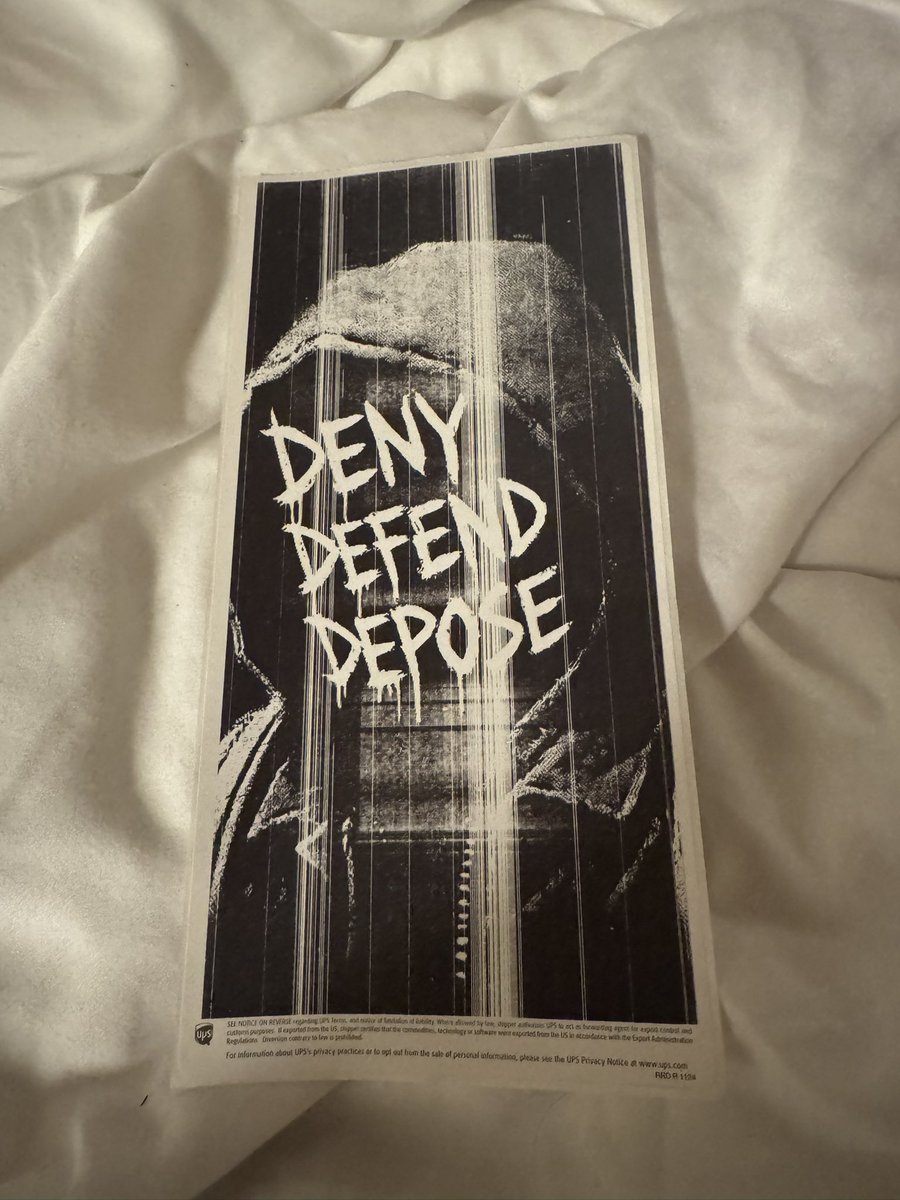 DENY
DEFEND
DEPOSE
ups
SEE NOTICE ON REVERSE regarding UPS Terms, and notice of limitation of liability. Where allowed by law, shipper authorizes UPS to act as forwarding agent for export control and
customs purposes. If exported from the US, shipper certifies that the commodities, technology or software were exported from the US in accordance with the Export Administration
Regulations. Diversion contrary to law is prohibited.
For information about UPS's privacy practices or to opt out from the sale of personal information, please see the UPS Privacy Notice at www.ups.com
RRD R 1124